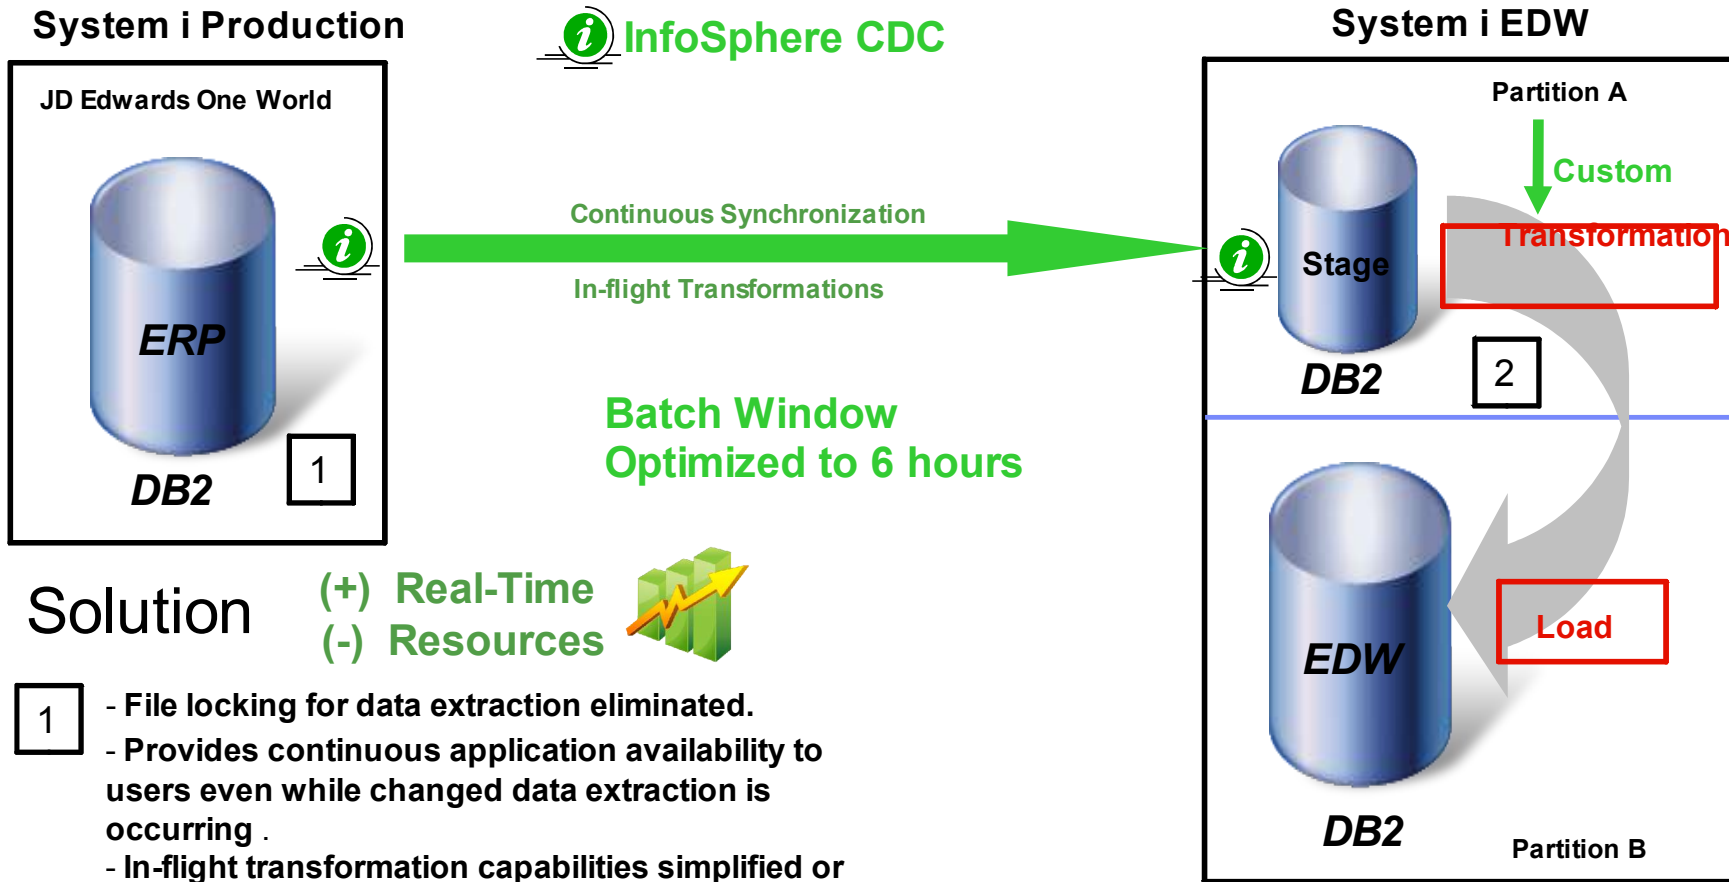 System i Production
i InfoSphere CDC
System i EDW
JD Edwards One World
ERP
DB2
1
i
Continuous Synchronization
In-flight Transformations
Batch Window
Optimized to 6 hours
Partition A
Custom
Transformation
i
Stage
DB2
2
Load
EDW
DB2
Partition B
Solution
(+) Real-Time
(-) Resources
1
- File locking for data extraction eliminated.
- Provides continuous application availability to
users even while changed data extraction is
occurring .
- In-flight transformation capabilities simplified or